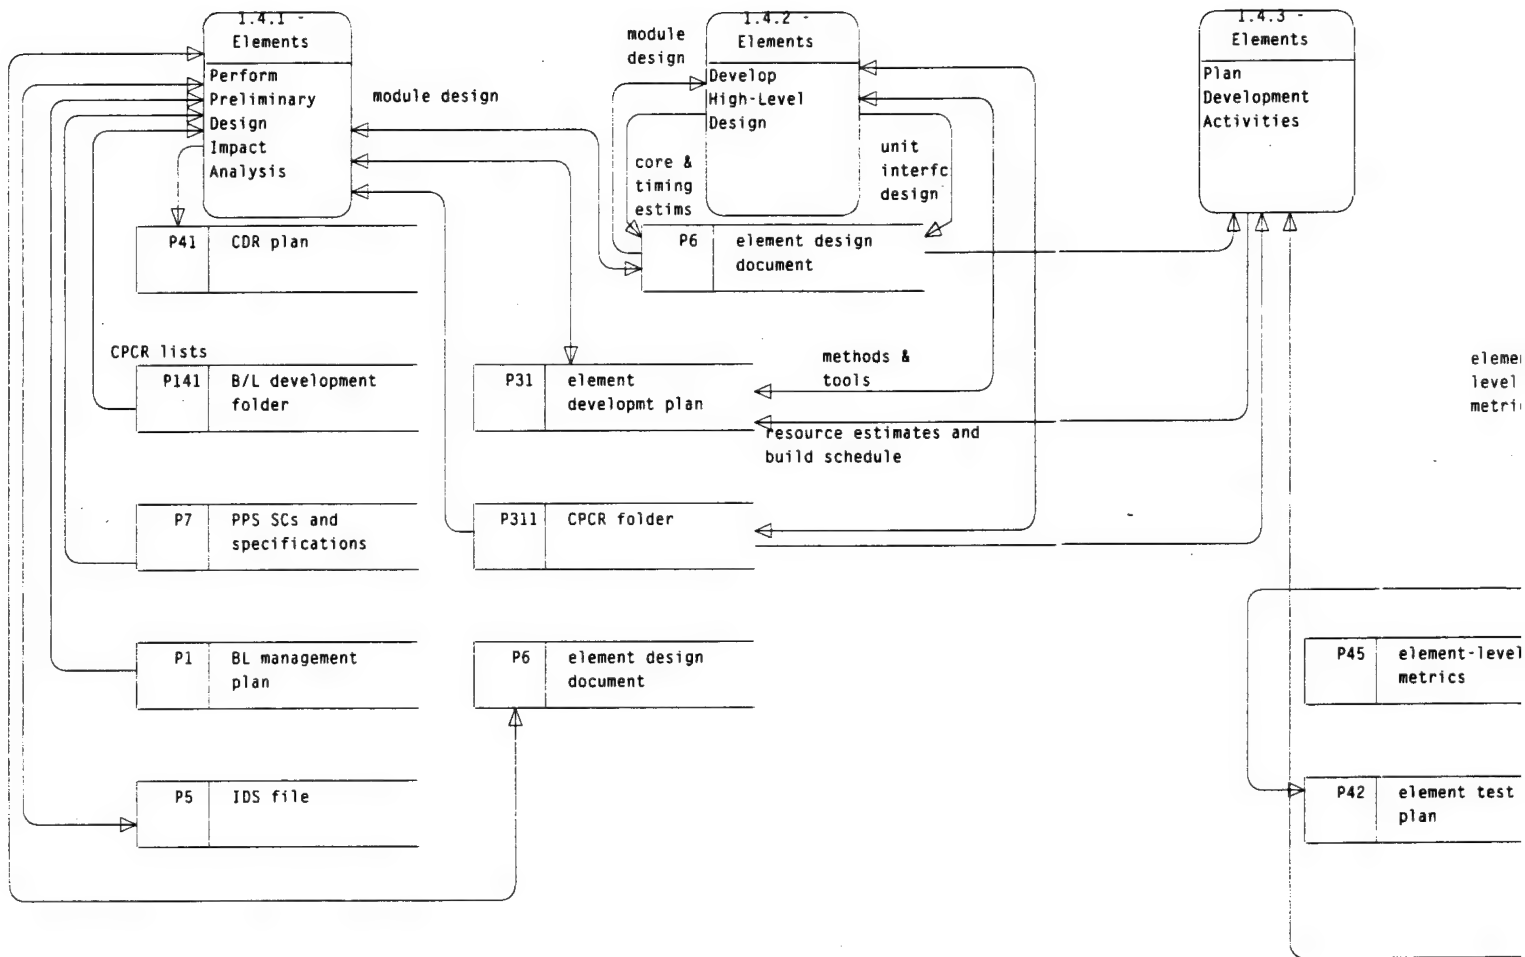 1.4.1 -
Elements
Perform
Preliminary
Design
Impact
Analysis
module design
module
design
1.4.2 -
Elements
Develop
High-Level
Design
core &
timing
estims
unit
interfc
design
1.4.3 -
Elements
Plan
Development
Activities
P41 CDR plan
P6 element design
document
CPCR lists
P141 B/L development
folder
P31 element
developmt plan
methods &
tools
resource estimates and
build schedule
level
P7 PPS SCs and
specifications
P311 CPCR folder
P1 BL management
plan
P6 element design
document
P45 element-level
metrics
P5 IDS file
P42 element test
plan